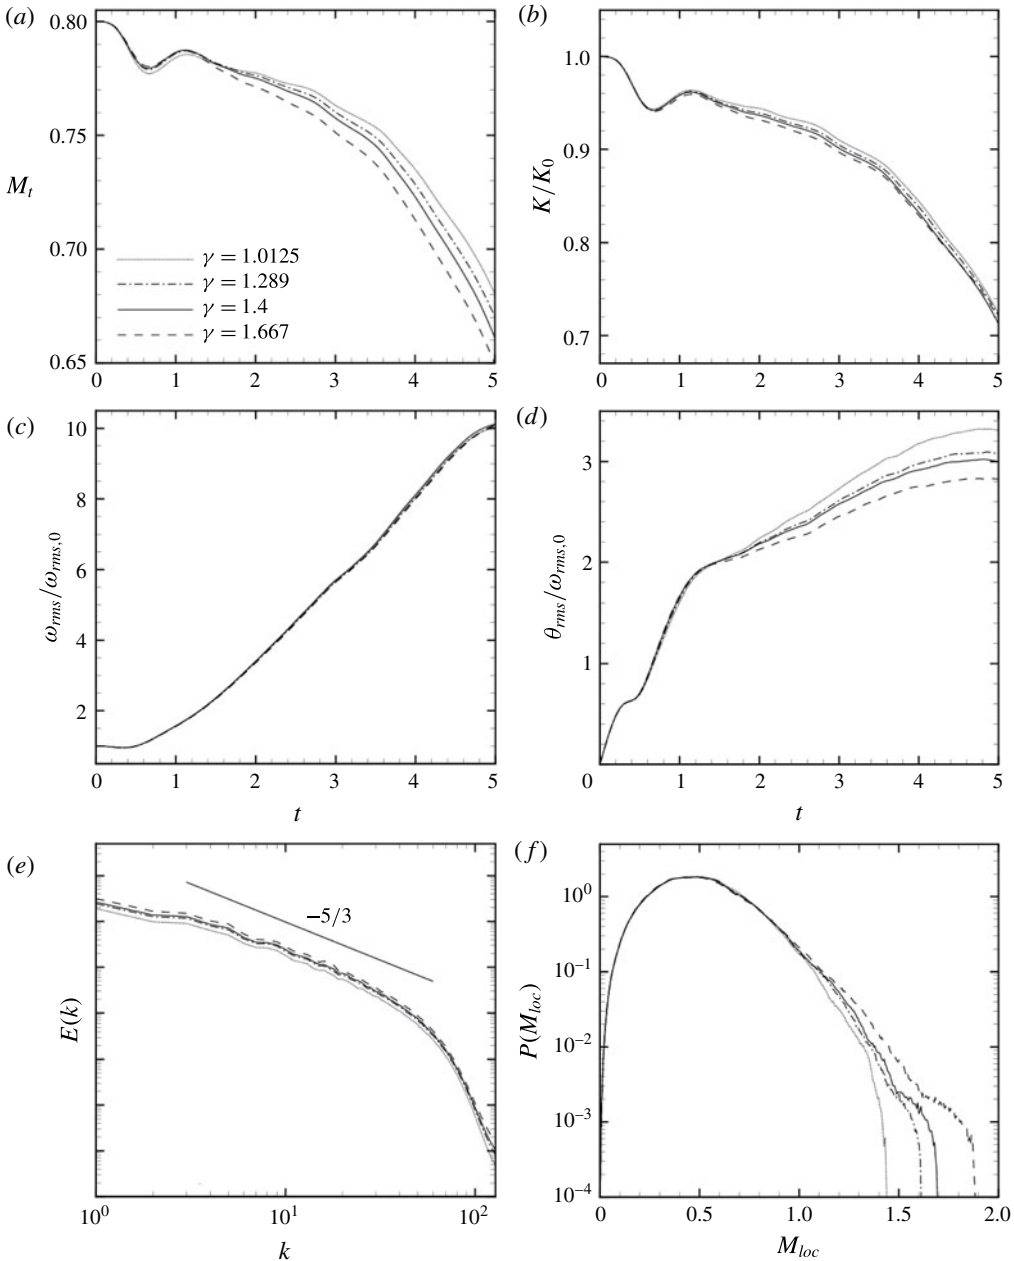 (a)
0.80
0.75
M_t
0.70
0.65
γ = 1.0125
γ = 1.289
γ = 1.4
γ = 1.667
0 1 2 3 4 5
(b)
1.0
0.9
K/K_0
0.8
0.7
0 1 2 3 4 5
(c)
10
8
6
4
2
ω_rms/ω_rms,0
0 1 2 3 4 5
t
(d)
3
2
1
0
θ_rms/ω_rms,0
1 2 3 4 5
t
(e)
−5/3
E(k)
10^0 10^1 10^2
k
(f)
10^0
10^−1
10^−2
10^−3
10^−4
P(M_loc)
0 0.5 1.0 1.5 2.0
M_loc